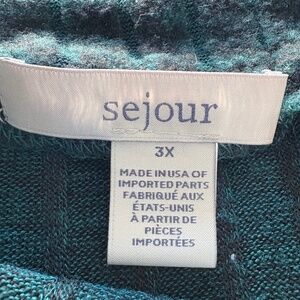 sejour
3X
MADE IN USA OF
IMPORTED PARTS
FABRIQUÉ AUX
ÉTATS-UNIS
À PARTIR DE
PIÈCES
IMPORTÉES